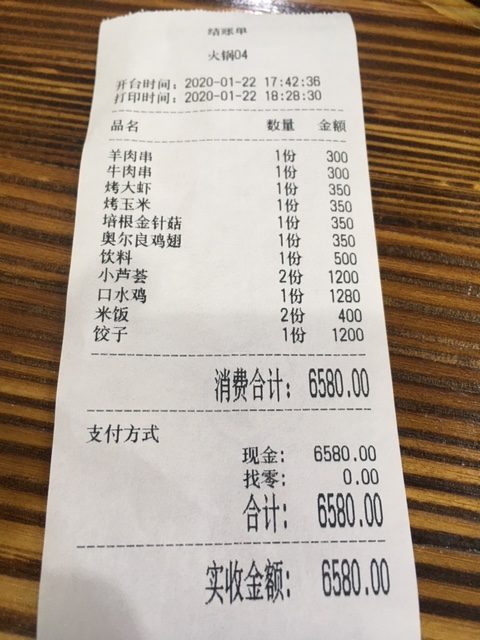 结账单
火锅04
开台时间：2020-01-22 17:42:36
打印时间：2020-01-22 18:28:30
品名 数量 金额
羊肉串 1份 300
牛肉串 1份 300
烤大虾 1份 350
烤玉米 1份 350
培根金针菇 1份 350
奥尔良鸡翅 1份 350
饮料 1份 500
小芦荟 2份 1200
口水鸡 1份 1280
米饭 2份 400
饺子 1份 1200
消费合计：6580.00
支付方式
现金：6580.00
找零：0.00
合计：6580.00
实收金额：6580.00